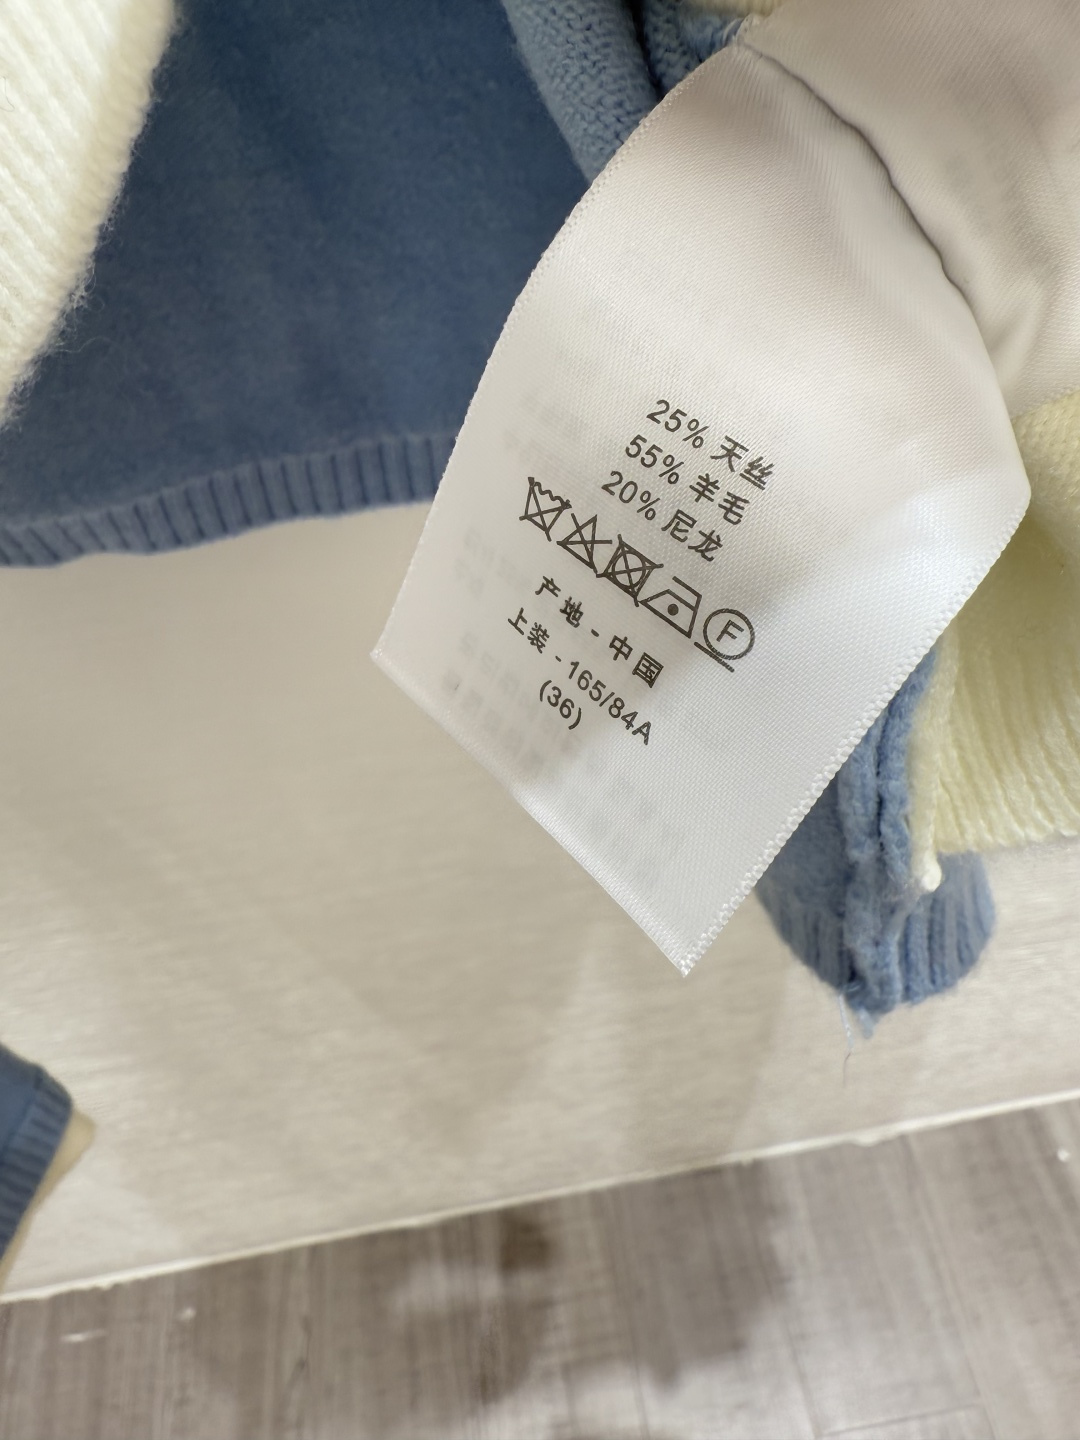 25% 天丝
55% 羊毛
20% 尼龙
F
产地 - 中国
上装 - 165/84A
(36)